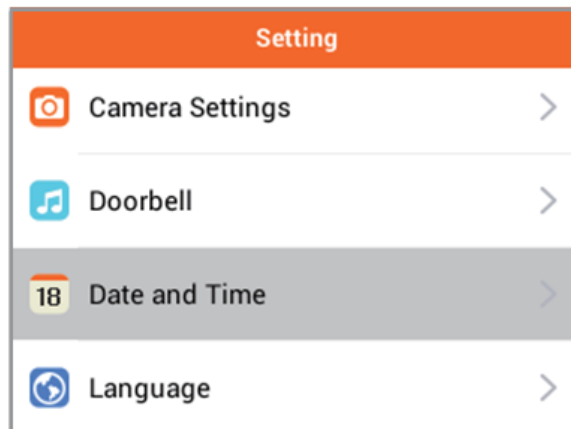 Setting
Camera Settings
Doorbell
18 Date and Time
Language